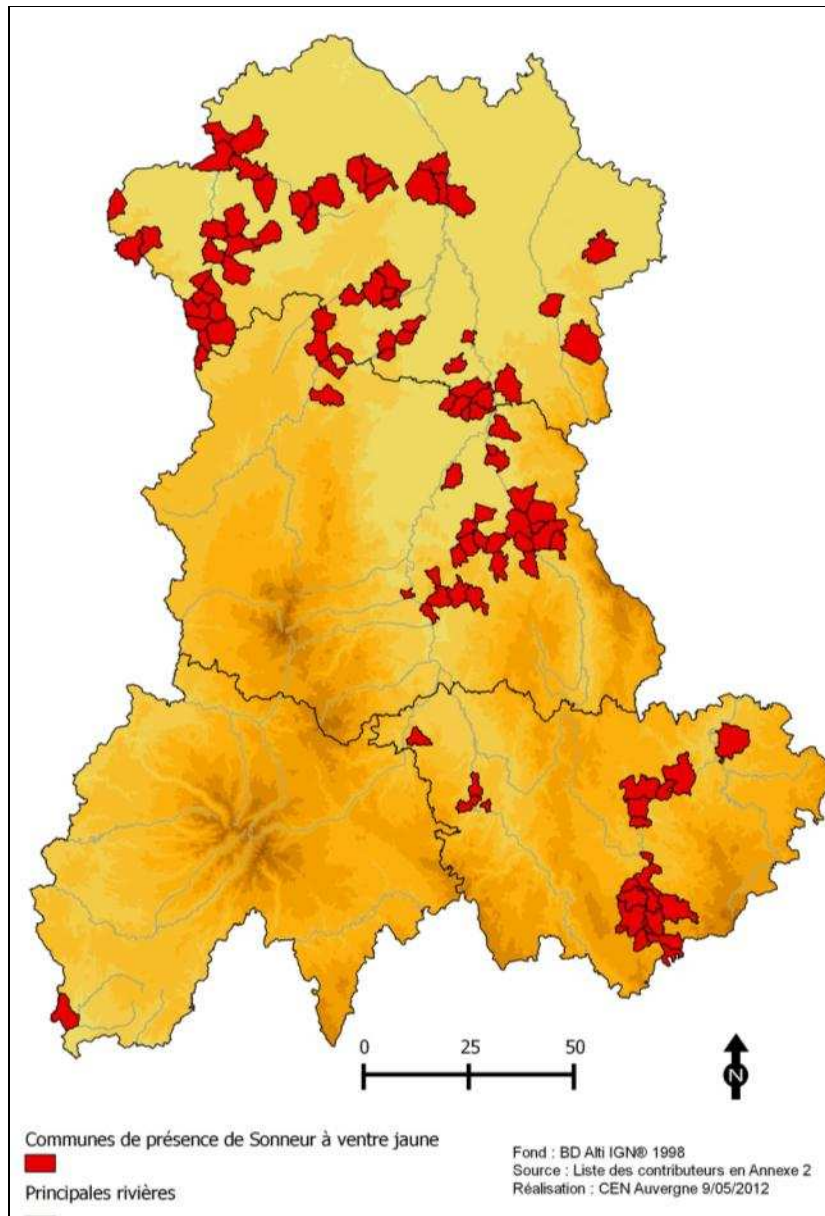 0 25 50
N
Communes de présence de Sonneur à ventre jaune
Principales rivières
Fond : BD Alti IGN® 1998
Source : Liste des contributeurs en Annexe 2
Réalisation : CEN Auvergne 9/05/2012